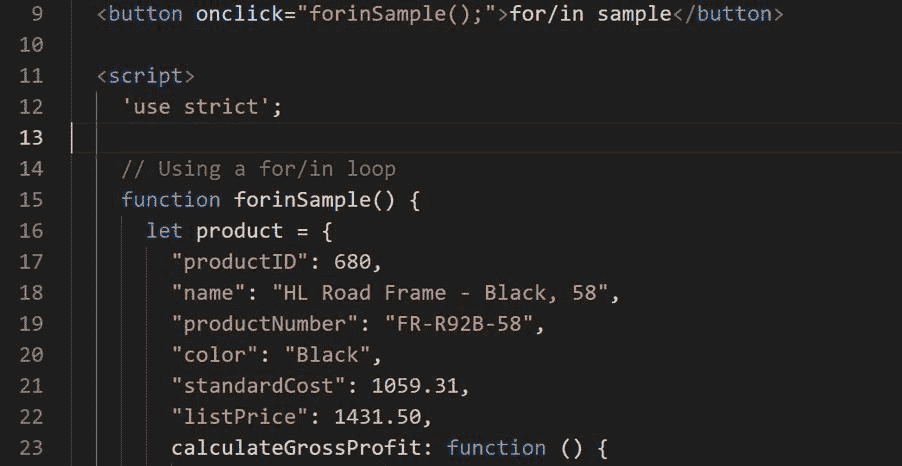 9 <button onclick="forinSample();">for/in sample</button>
10
11 <script>
12 'use strict';
13
14 // Using a for/in loop
15 function forinSample() {
16 let product = {
17 "productID": 680,
18 "name": "HL Road Frame - Black, 58",
19 "productNumber": "FR-R92B-58",
20 "color": "Black",
21 "standardCost": 1059.31,
22 "listPrice": 1431.50,
23 calculateGrossProfit: function () {